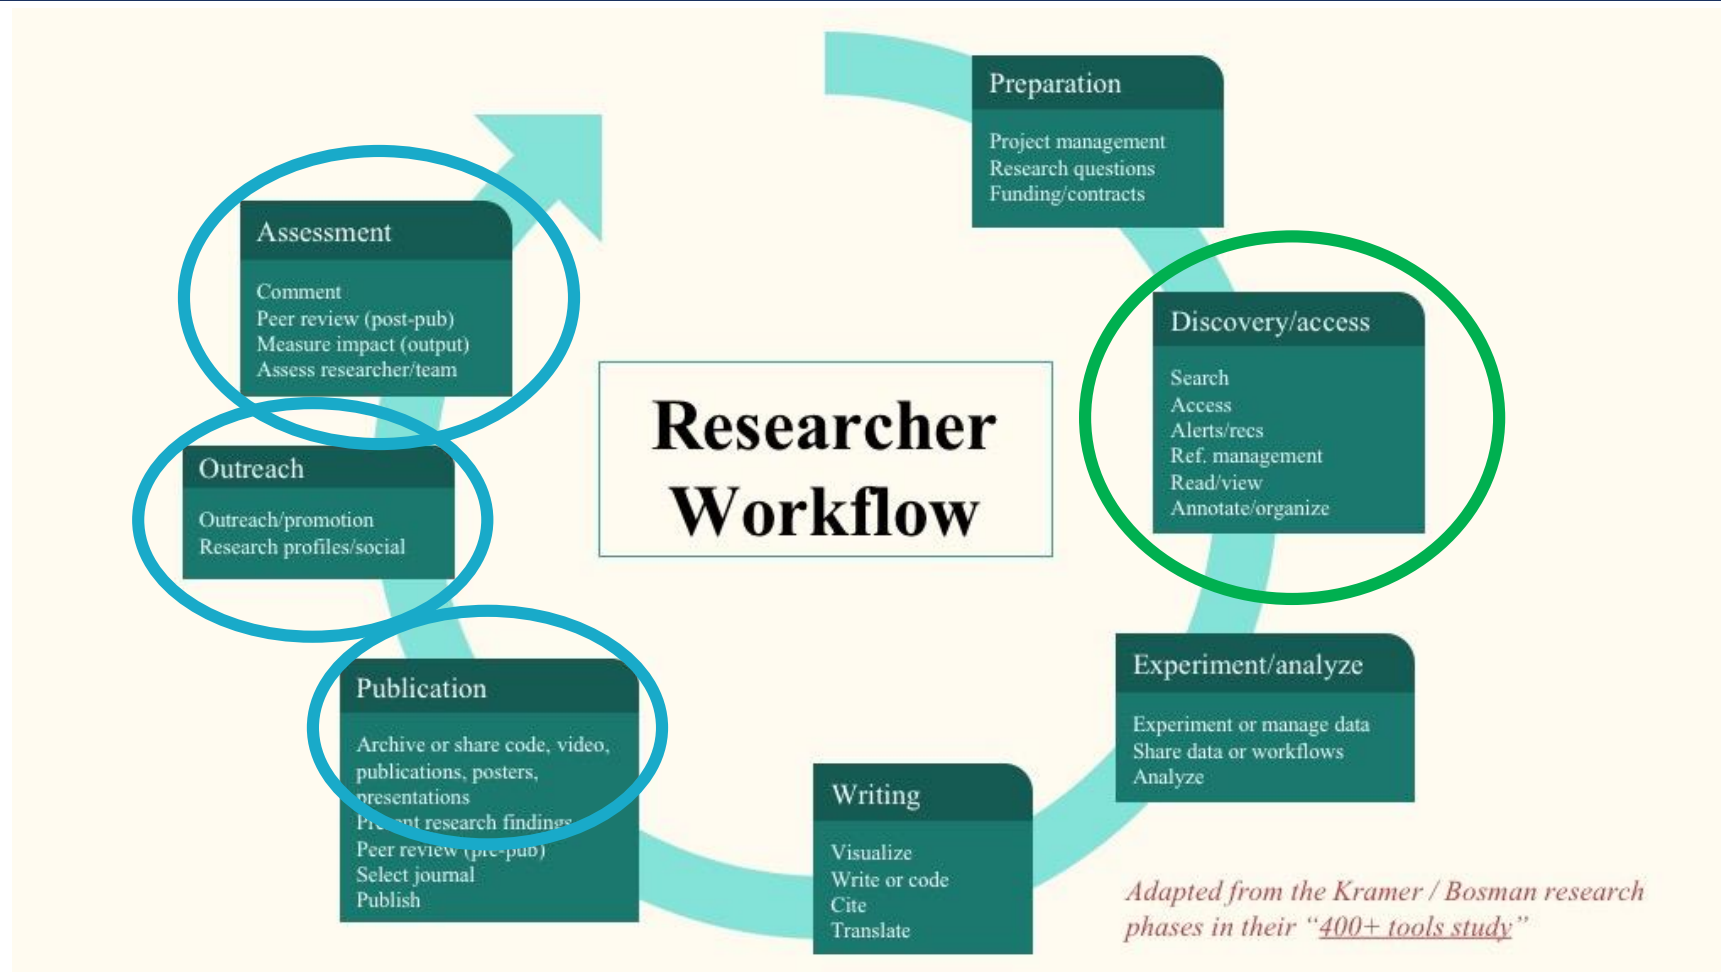 Preparation
Project management
Research questions
Funding/contracts
Discovery/access
Search
Access
Alerts/recs
Ref. management
Read/view
Annotate/organize
Experiment/analyze
Experiment or manage data
Share data or workflows
Analyze
Writing
Visualize
Write or code
Cite
Translate
Publication
Archive or share code, video,
publications, posters,
presentations
Present research findings
Peer review (pre-pub)
Select journal
Publish
Outreach
Outreach/promotion
Research profiles/social
Assessment
Comment
Peer review (post-pub)
Measure impact (output)
Assess researcher/team
Researcher
Workflow
Adapted from the Kramer / Bosman research
phases in their “400+ tools study”